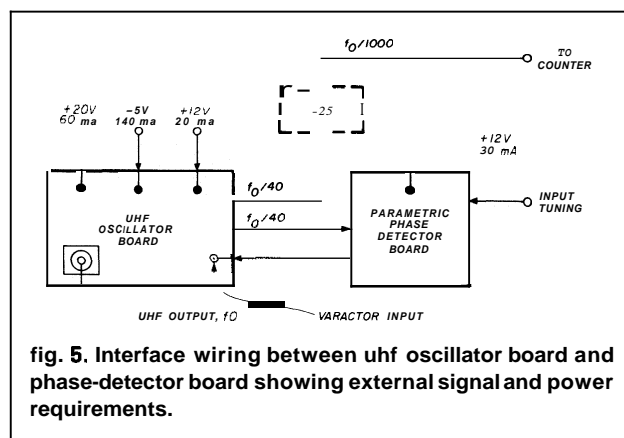 f0/1000
TO
COUNTER
-25
+20V
60 ma
-5V
140 ma
+12V
20 ma
+12V
30 mA
f0/40
f0/40
UHF
OSCILLATOR
BOARD
PARAMETRIC
PHASE
DETECTOR
BOARD
INPUT
TUNING
UHF OUTPUT, f0
VARACTOR INPUT
fig. 5. Interface wiring between uhf oscillator board and
phase-detector board showing external signal and power
requirements.